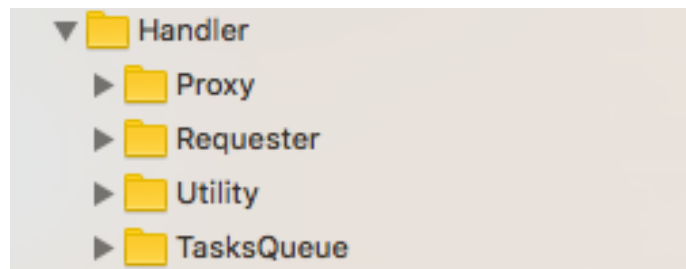 Handler
Proxy
Requester
Utility
TasksQueue